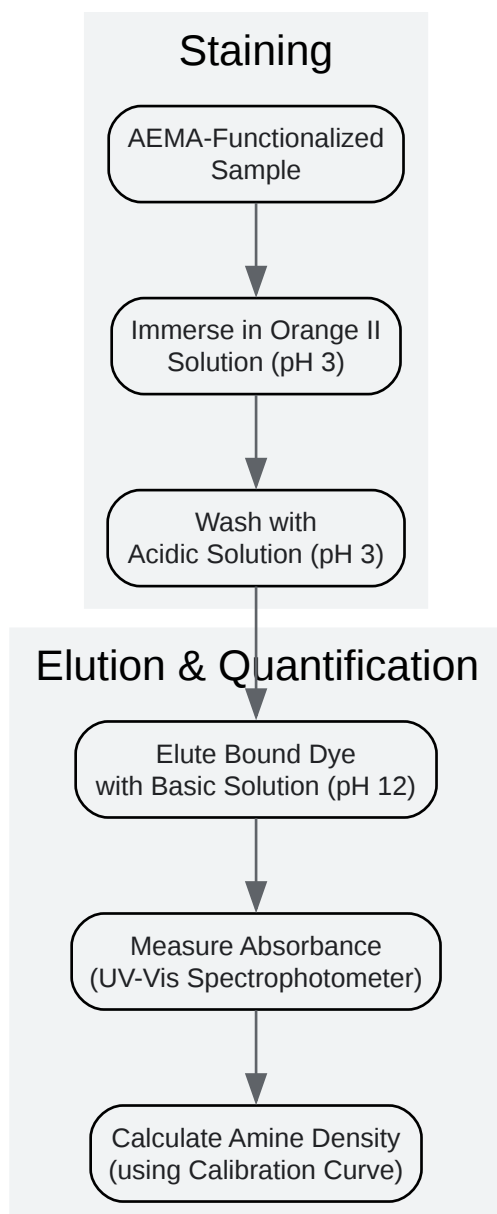 Staining
AEMA-Functionalized
Sample
Immerse in Orange II
Solution (pH 3)
Wash with
Acidic Solution (pH 3)
Elution & Quantification
Elute Bound Dye
with Basic Solution (pH 12)
Measure Absorbance
(UV-Vis Spectrophotometer)
Calculate Amine Density
(using Calibration Curve)